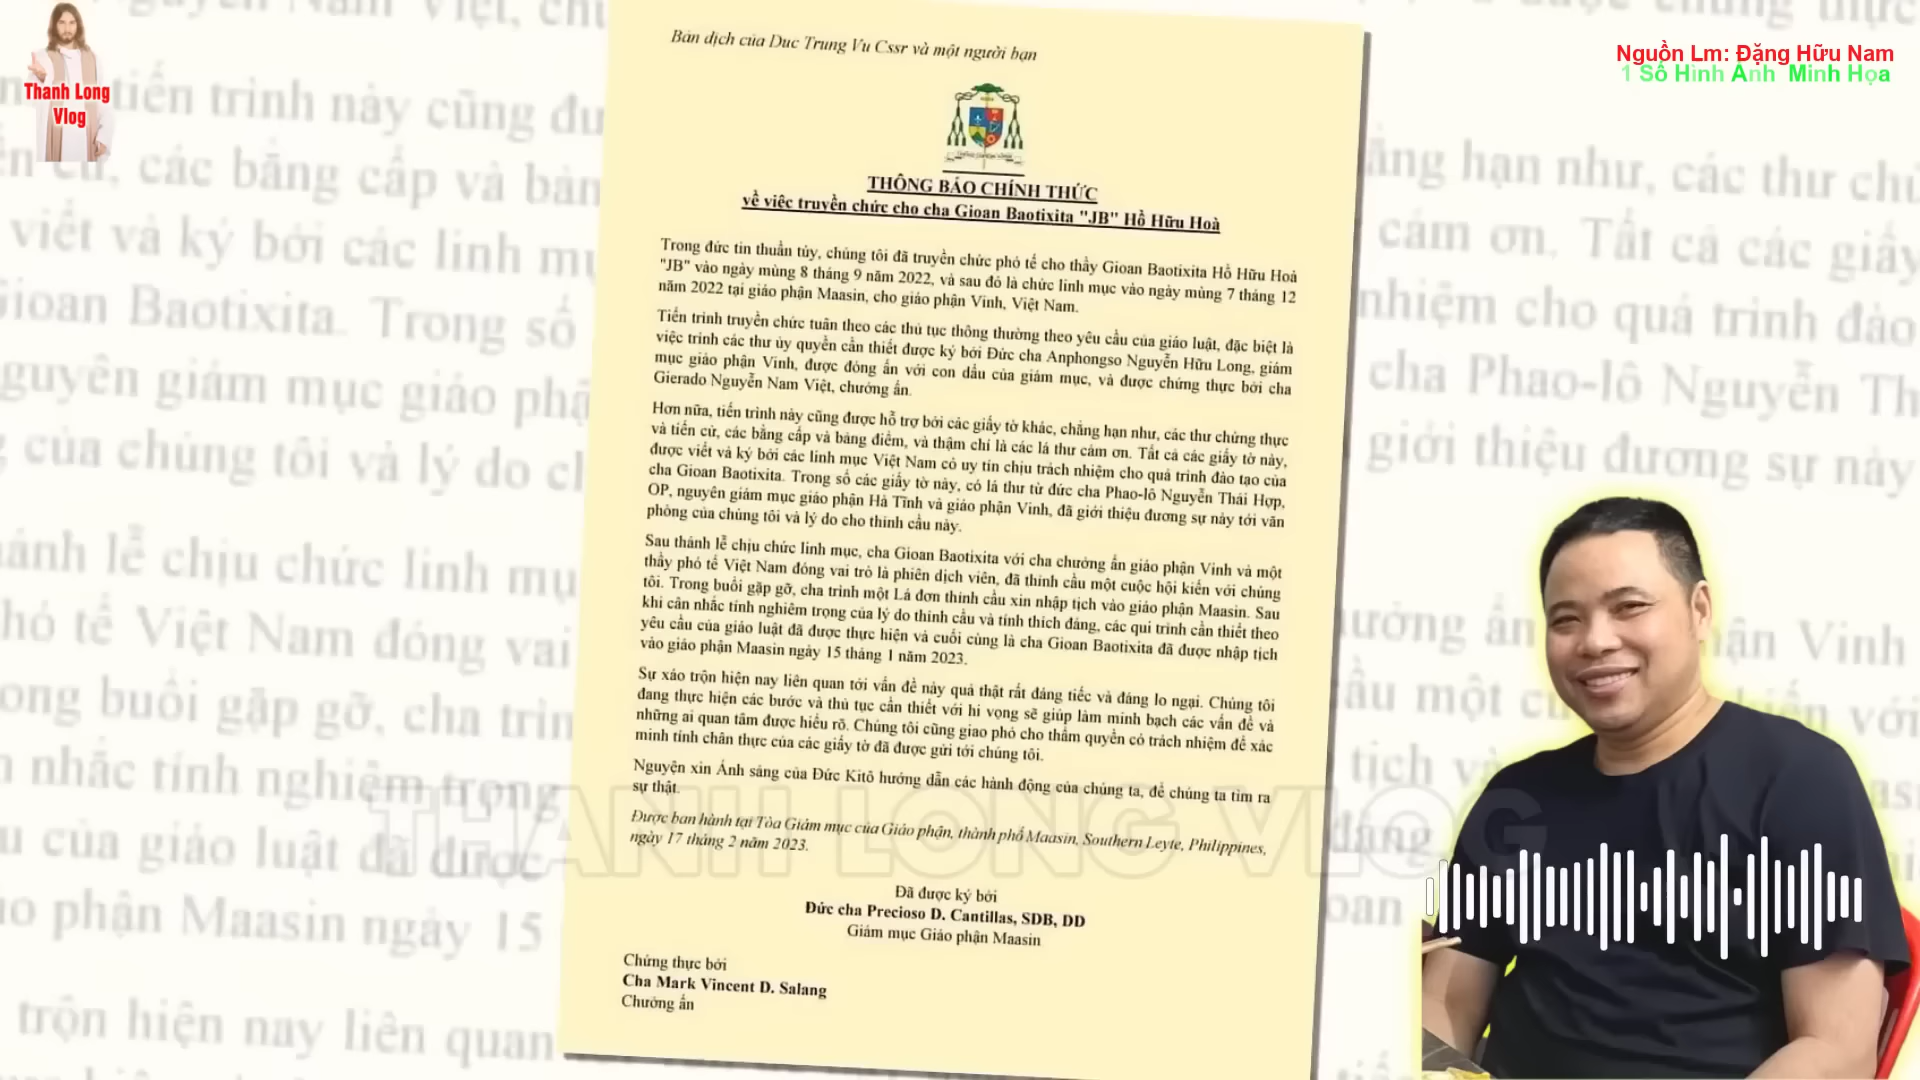 Thanh Long
Vlog
Nguồn Lm: Đặng Hữu Nam
1 Số Hình Ảnh Minh Họa
Bản dịch của Duc Trung Vu Cssr và một người bạn
THÔNG BÁO CHÍNH THỨC
về việc truyền chức cho cha Gioan Baotixita "JB" Hồ Hữu Hoà
Trong đức tin thuần túy, chúng tôi đã truyền chức phó tế cho thầy Gioan Baotixita Hồ Hữu Hoà
"JB" vào ngày mùng 8 tháng 9 năm 2022, và sau đó là chức linh mục vào ngày mùng 7 tháng 12
năm 2022 tại giáo phận Maasin, cho giáo phận Vinh, Việt Nam.
Tiến trình truyền chức tuân theo các thủ tục thông thường theo yêu cầu của giáo luật, đặc biệt là
việc trình các thư ủy quyền cần thiết được ký bởi Đức cha Anphongso Nguyễn Hữu Long, giám
mục giáo phận Vinh, được đóng ấn với con dấu của giám mục, và được chứng thực bởi cha
Gierado Nguyễn Nam Việt, chưởng ấn.
Hơn nữa, tiến trình này cũng được hỗ trợ bởi các giấy tờ khác, chẳng hạn như, các thư chứng thực
và tiến cử, các bằng cấp và bảng điểm, và thậm chí là các lá thư cám ơn. Tất cả các giấy tờ này,
được viết và ký bởi các linh mục Việt Nam có uy tín chịu trách nhiệm cho quá trình đào tạo của
cha Gioan Baotixita. Trong số các giấy tờ này, có lá thư từ đức cha Phao-lô Nguyễn Thái Hợp,
OP, nguyên giám mục giáo phận Hà Tĩnh và giáo phận Vinh, đã giới thiệu đương sự này tới văn
phòng của chúng tôi và lý do cho thỉnh cầu này.
Sau thánh lễ chịu chức linh mục, cha Gioan Baotixita với cha chưởng ấn giáo phận Vinh và một
thầy phó tế Việt Nam đóng vai trò là phiên dịch viên, đã thỉnh cầu một cuộc hội kiến với chúng
tôi. Trong buổi gặp gỡ, cha trình một Lá đơn thỉnh cầu xin nhập tịch vào giáo phận Maasin. Sau
khi cân nhắc tính nghiêm trọng của lý do thỉnh cầu và tính thích đáng, các qui trình cần thiết theo
yêu cầu của giáo luật đã được thực hiện và cuối cùng là cha Gioan Baotixita đã được nhập tịch
vào giáo phận Maasin ngày 15 tháng 1 năm 2023.
Sự xáo trộn hiện nay liên quan tới vấn đề này quả thật rất đáng tiếc và đáng lo ngại. Chúng tôi
đang thực hiện các bước và thủ tục cần thiết với hi vọng sẽ giúp làm minh bạch các vấn đề và
những ai quan tâm được hiểu rõ. Chúng tôi cũng giao phó cho thẩm quyền có trách nhiệm để xác
minh tính chân thực của các giấy tờ đã được gửi tới chúng tôi.
Nguyện xin Ánh sáng của Đức Kitô hướng dẫn các hành động của chúng ta, để chúng ta tìm ra
sự thật.
Được ban hành tại Tòa Giám mục của Giáo phận, thành phố Maasin, Southern Leyte, Philippines,
ngày 17 tháng 2 năm 2023.
Đã được ký bởi
Đức cha Precioso D. Cantillas, SDB, DD
Giám mục Giáo phận Maasin
Chứng thực bởi
Cha Mark Vincent D. Salang
Chưởng ấn
THANH LONG VLOG